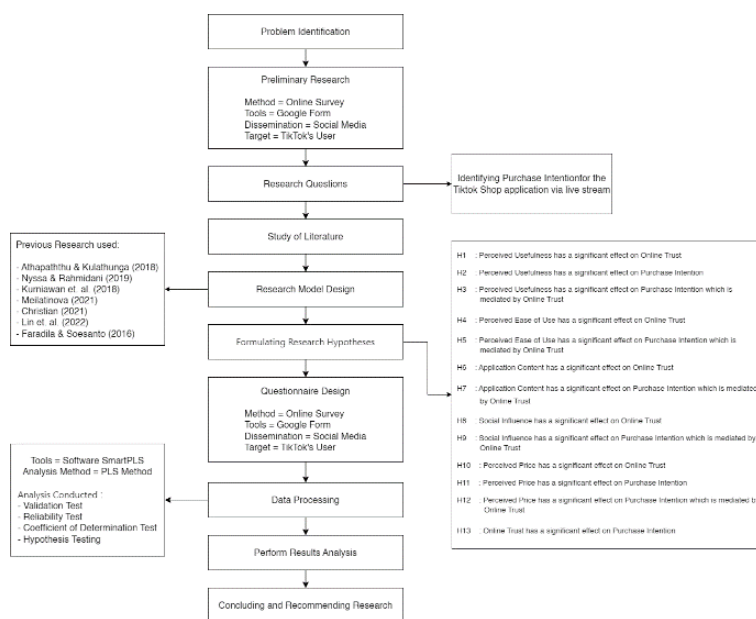 Problem Identification
Preliminary Research
Method = Online Survey
Tools = Google Form
Dissemination = Social Media
Target = TikTok's User
Research Questions
Identifying Purchase Intentionfor the
Tiktok Shop application via live stream
Study of Literature
Previous Research used:
- Athapaththu & Kulathunga (2018)
- Nyssa & Rahmidani (2019)
- Kurniawan et. al. (2018)
- Meilatinova (2021)
- Christian (2021)
- Lin et. al. (2022)
- Faradila & Soesanto (2016)
Research Model Design
Formulating Research Hypotheses
H1 : Perceived Usefulness has a significant effect on Online Trust
H2 : Perceived Usefulness has a significant effect on Purchase Intention
H3 : Perceived Usefulness has a significant effect on Purchase Intention which is
mediated by Online Trust
H4 : Perceived Ease of Use has a significant effect on Online Trust
H5 : Perceived Ease of Use has a significant effect on Purchase Intention which is
mediated by Online Trust
H6 : Application Content has a significant effect on Online Trust
H7 : Application Content has a significant effect on Purchase Intention which is mediated
by Online Trust
H8 : Social Influence has a significant effect on Online Trust
H9 : Social Influence has a significant effect on Purchase Intention which is mediated by
Online Trust
H10 : Perceived Price has a significant effect on Online Trust
H11 : Perceived Price has a significant effect on Purchase Intention
H12 : Perceived Price has a significant effect on Purchase Intention which is mediated by
Online Trust
H13 : Online Trust has a significant effect on Purchase Intention
Questionnaire Design
Method = Online Survey
Tools = Google Form
Dissemination = Social Media
Target = TikTok's User
Tools = Software SmartPLS
Analysis Method = PLS Method
Analysis Conducted :
- Validation Test
- Reliability Test
- Coefficient of Determination Test
- Hypothesis Testing
Data Processing
Perform Results Analysis
Concluding and Recommending Research